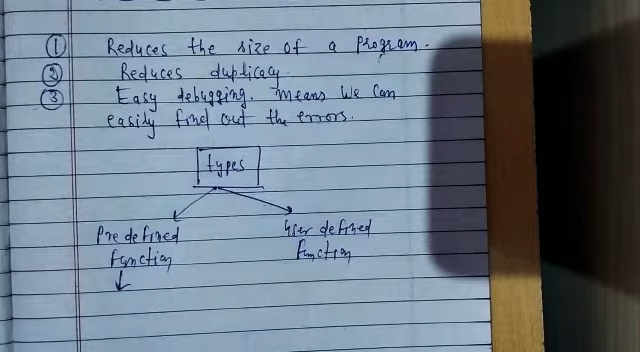 ① Reduces the size of a program.
② Reduces duplicacy
③ Easy debugging. means we can
easily find out the errors.
types
Pre defined
function
User defined
function